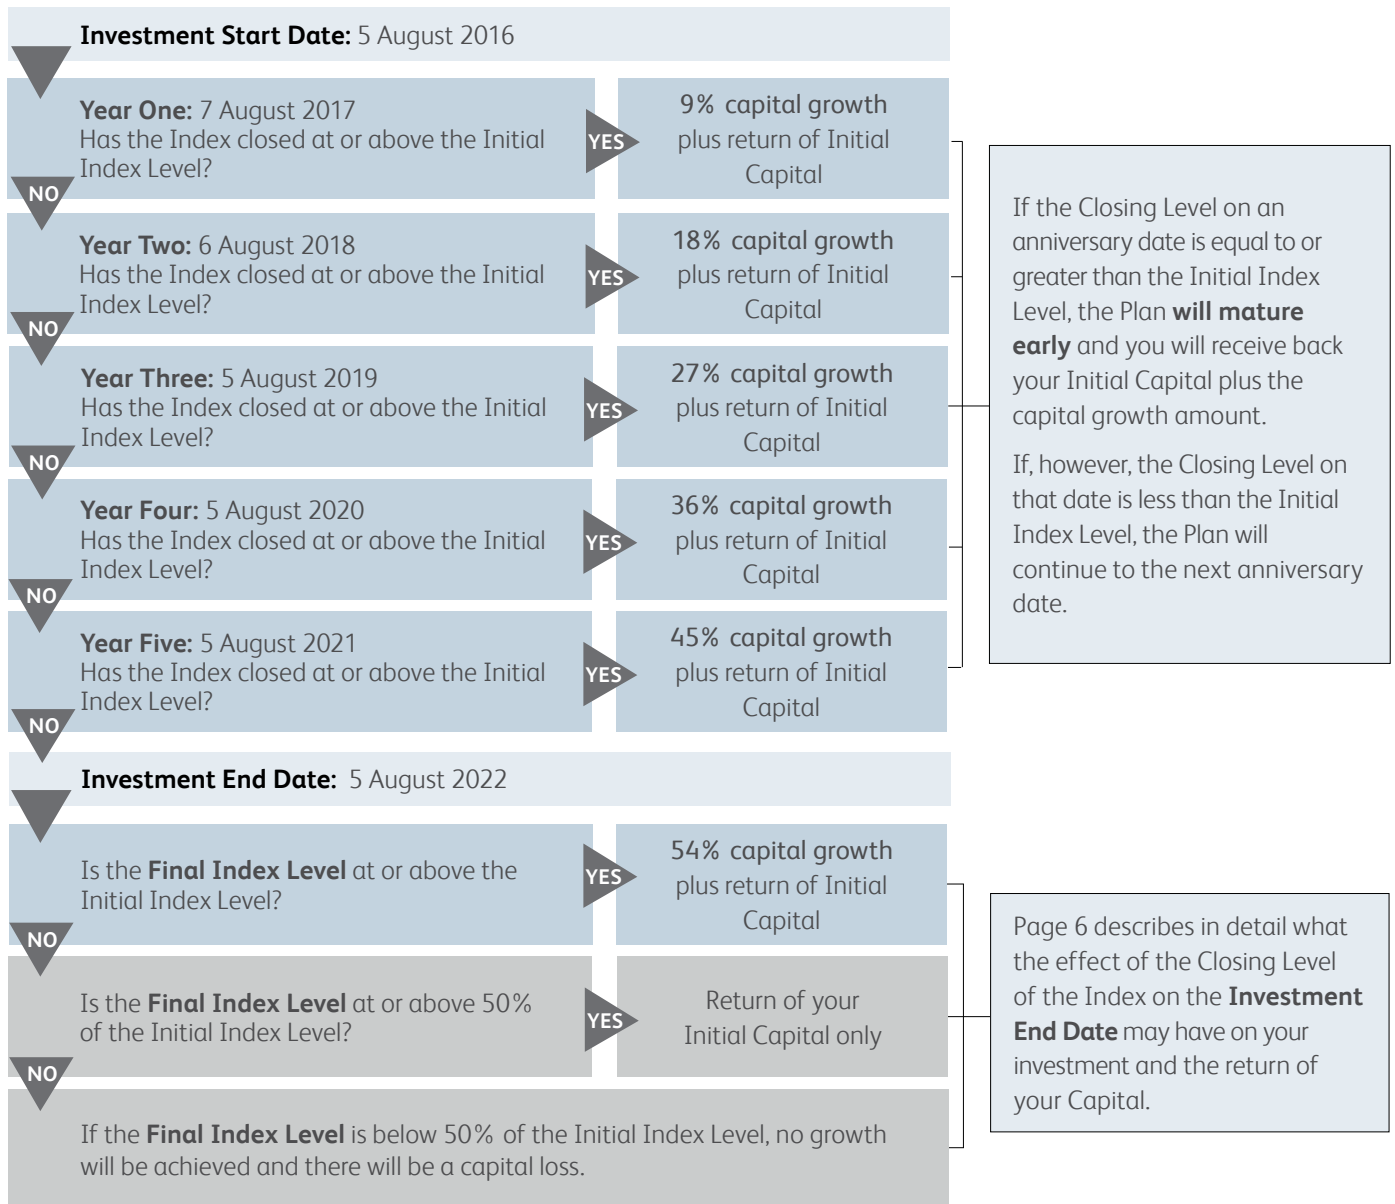 Investment Start Date: 5 August 2016
Year One: 7 August 2017
Has the Index closed at or above the Initial
Index Level?
YES
9% capital growth
plus return of Initial
Capital
NO
Year Two: 6 August 2018
Has the Index closed at or above the Initial
Index Level?
YES
18% capital growth
plus return of Initial
Capital
NO
Year Three: 5 August 2019
Has the Index closed at or above the Initial
Index Level?
YES
27% capital growth
plus return of Initial
Capital
NO
Year Four: 5 August 2020
Has the Index closed at or above the Initial
Index Level?
YES
36% capital growth
plus return of Initial
Capital
NO
Year Five: 5 August 2021
Has the Index closed at or above the Initial
Index Level?
YES
45% capital growth
plus return of Initial
Capital
NO
If the Closing Level on an
anniversary date is equal to or
greater than the Initial Index
Level, the Plan will mature
early and you will receive back
your Initial Capital plus the
capital growth amount.
If, however, the Closing Level on
that date is less than the Initial
Index Level, the Plan will
continue to the next anniversary
date.
Investment End Date: 5 August 2022
Is the Final Index Level at or above the
Initial Index Level?
YES
54% capital growth
plus return of Initial
Capital
NO
Is the Final Index Level at or above 50%
of the Initial Index Level?
YES
Return of your
Initial Capital only
NO
If the Final Index Level is below 50% of the Initial Index Level, no growth
will be achieved and there will be a capital loss.
Page 6 describes in detail what
the effect of the Closing Level
of the Index on the Investment
End Date may have on your
investment and the return of
your Capital.